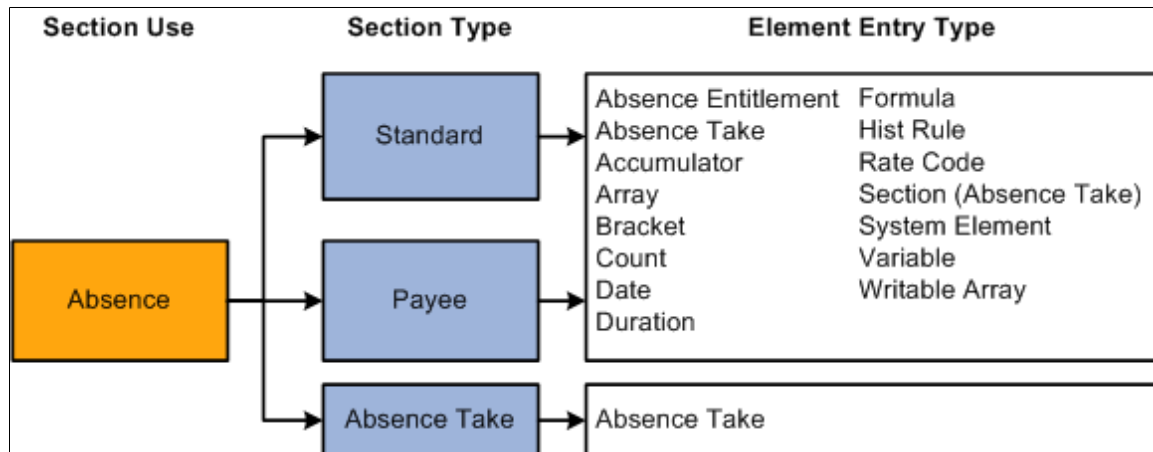 Section Use
Section Type
Element Entry Type
Absence
Standard
Payee
Absence Take
Absence Entitlement
Absence Take
Accumulator
Array
Bracket
Count
Date
Duration
Formula
Hist Rule
Rate Code
Section (Absence Take)
System Element
Variable
Writable Array
Absence Take